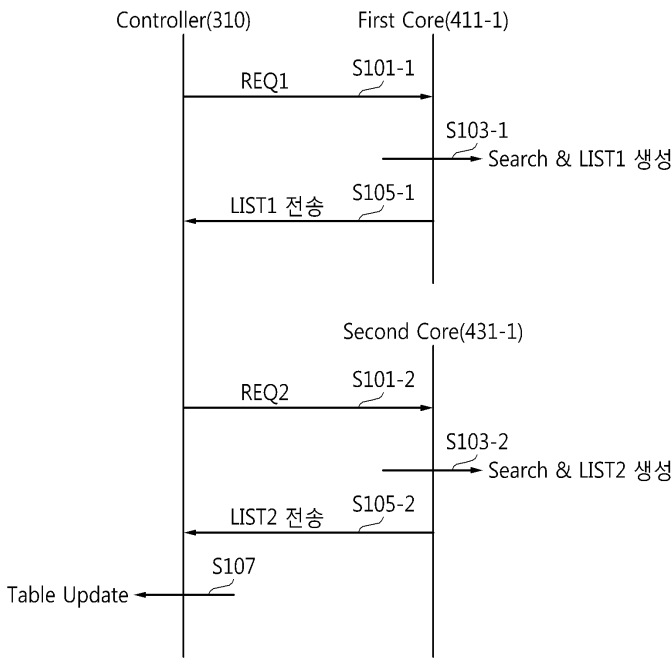 Controller(310) First Core(411-1)
S101-1
REQ1
S103-1
Search & LIST1 생성
S105-1
LIST1 전송
Second Core(431-1)
S101-2
REQ2
S103-2
Search & LIST2 생성
S105-2
LIST2 전송
S107
Table Update